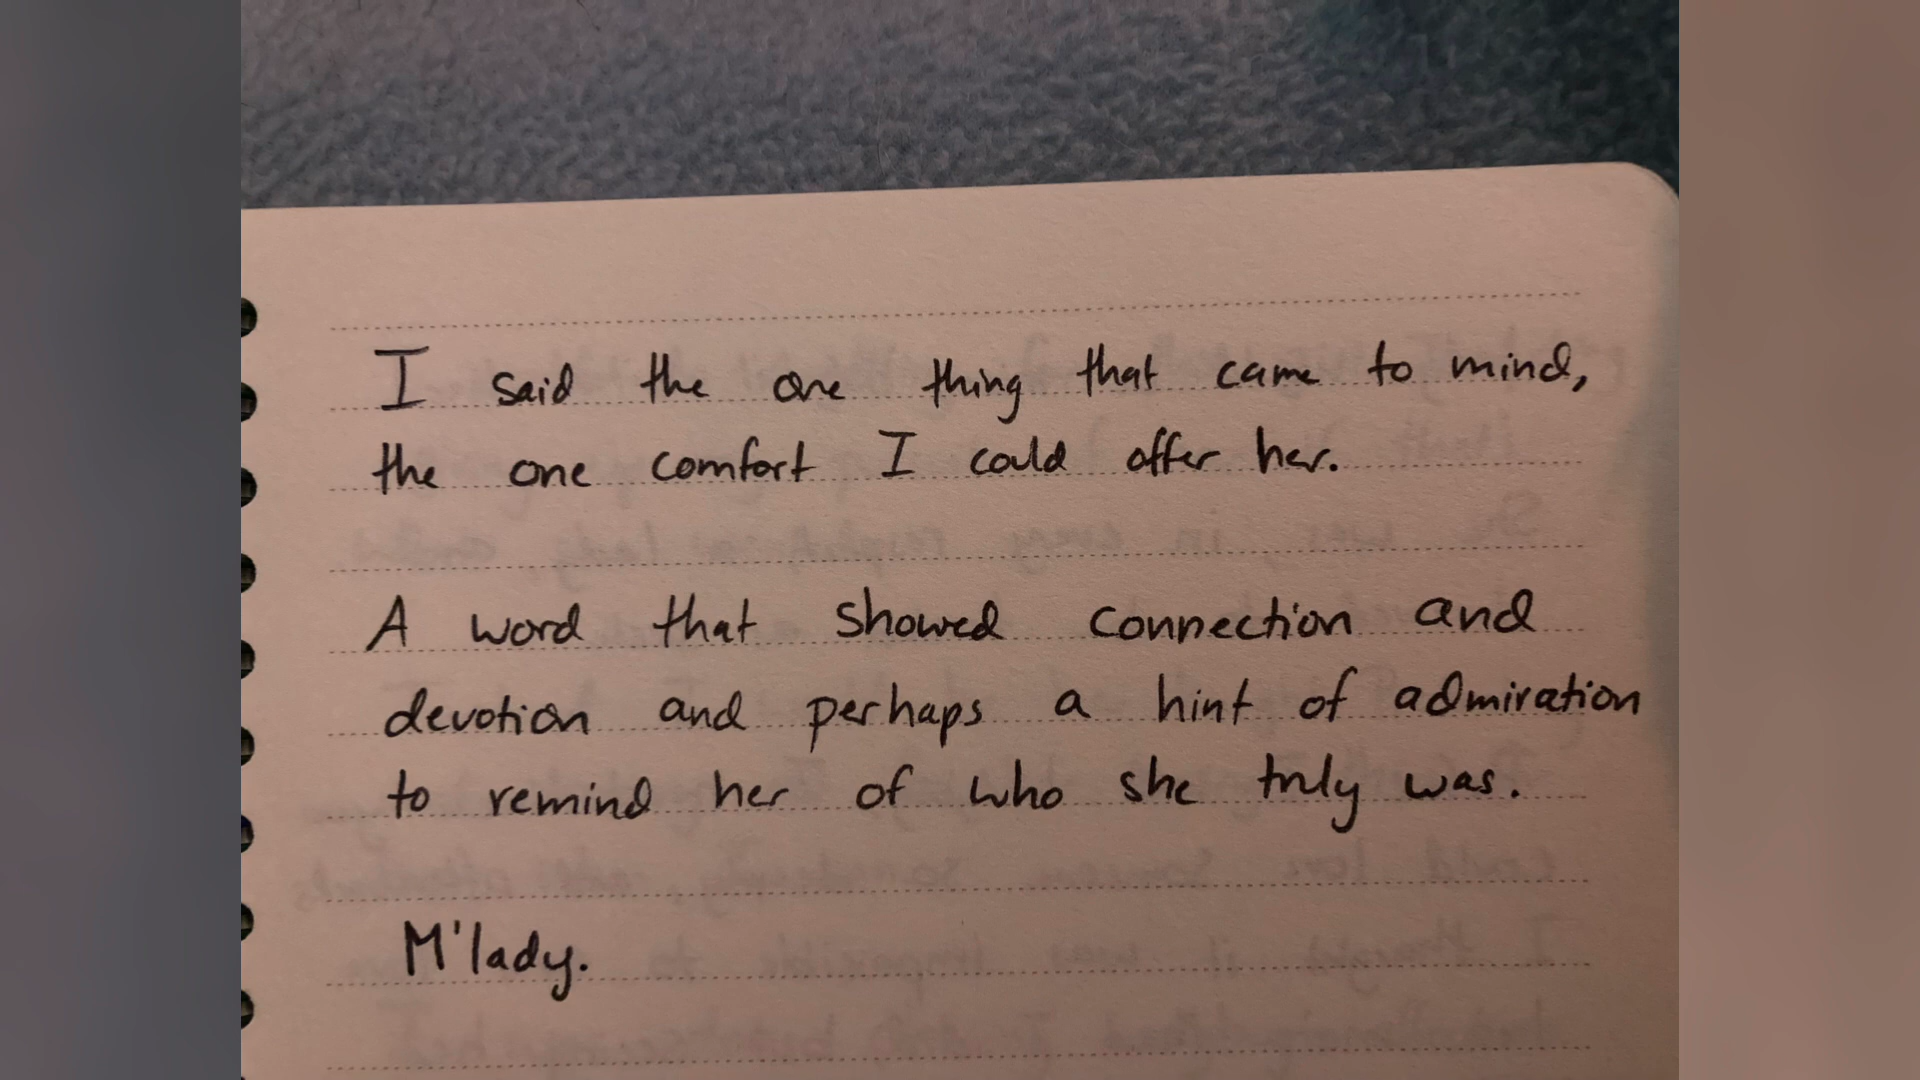 I said the one thing that came to mind,
the one comfort I could offer her.
A word that showed connection and
devotion and perhaps a hint of admiration
to remind her of who she truly was.
M'lady.